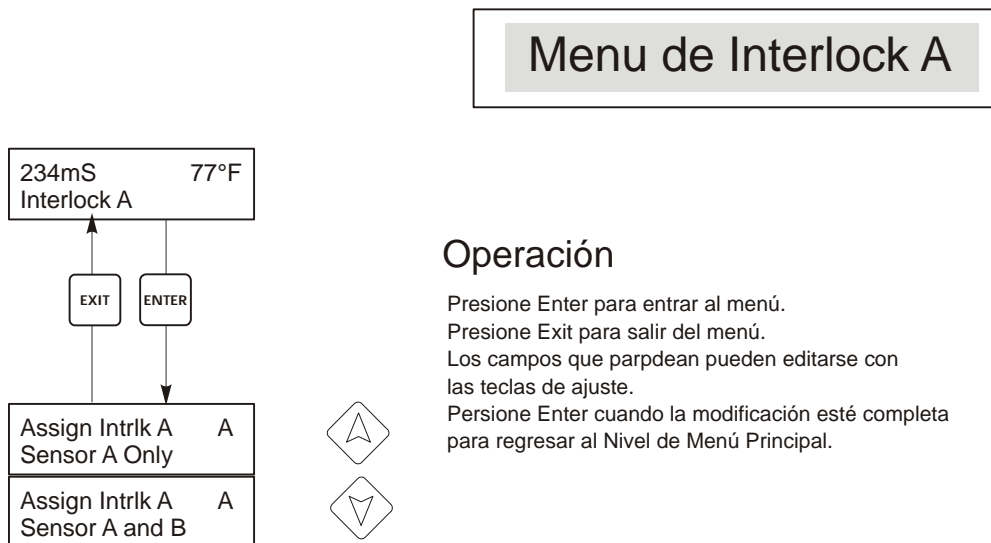 Menu de Interlock A
234mS 77°F
Interlock A
EXIT ENTER
Assign Intrlk A A
Sensor A Only
Assign Intrlk A A
Sensor A and B
Operación
Presione Enter para entrar al menú.
Presione Exit para salir del menú.
Los campos que parpdean pueden editarse con
las teclas de ajuste.
Persione Enter cuando la modificación esté completa
para regresar al Nivel de Menú Principal.